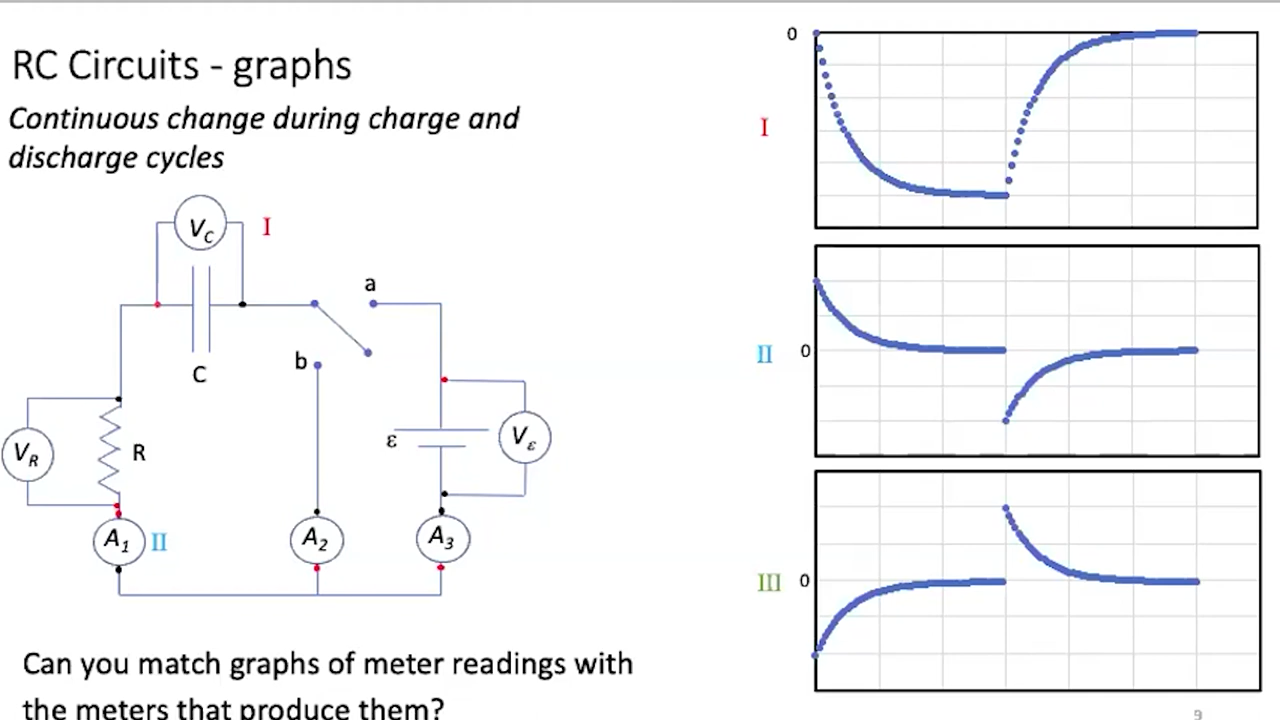 RC Circuits - graphs
Continuous change during charge and
discharge cycles
V_C
I
a
b
C
V_R
R
ε
V_ε
A_1
II
A_2
A_3
Can you match graphs of meter readings with
the meters that produce them?
0
I
II
0
III
0
9